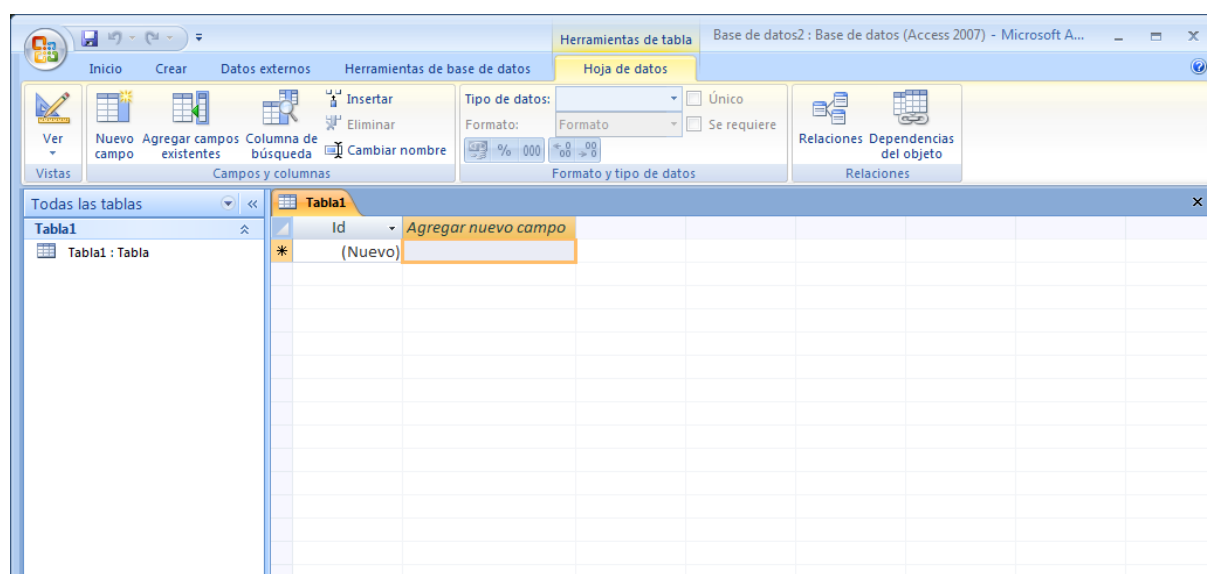 Herramientas de tabla
Base de datos2 : Base de datos (Access 2007) - Microsoft A...
Inicio Crear Datos externos Herramientas de base de datos Hoja de datos
Ver
Nuevo campo
Agregar campos existentes
Columna de búsqueda
Insertar
Eliminar
Cambiar nombre
Tipo de datos:
Único
Formato: Formato
Se requiere
% 000
Relaciones
Dependencias del objeto
Vistas
Campos y columnas
Formato y tipo de datos
Relaciones
Todas las tablas
Tabla1
Tabla1 : Tabla
Tabla1
Id Agregar nuevo campo
(Nuevo)